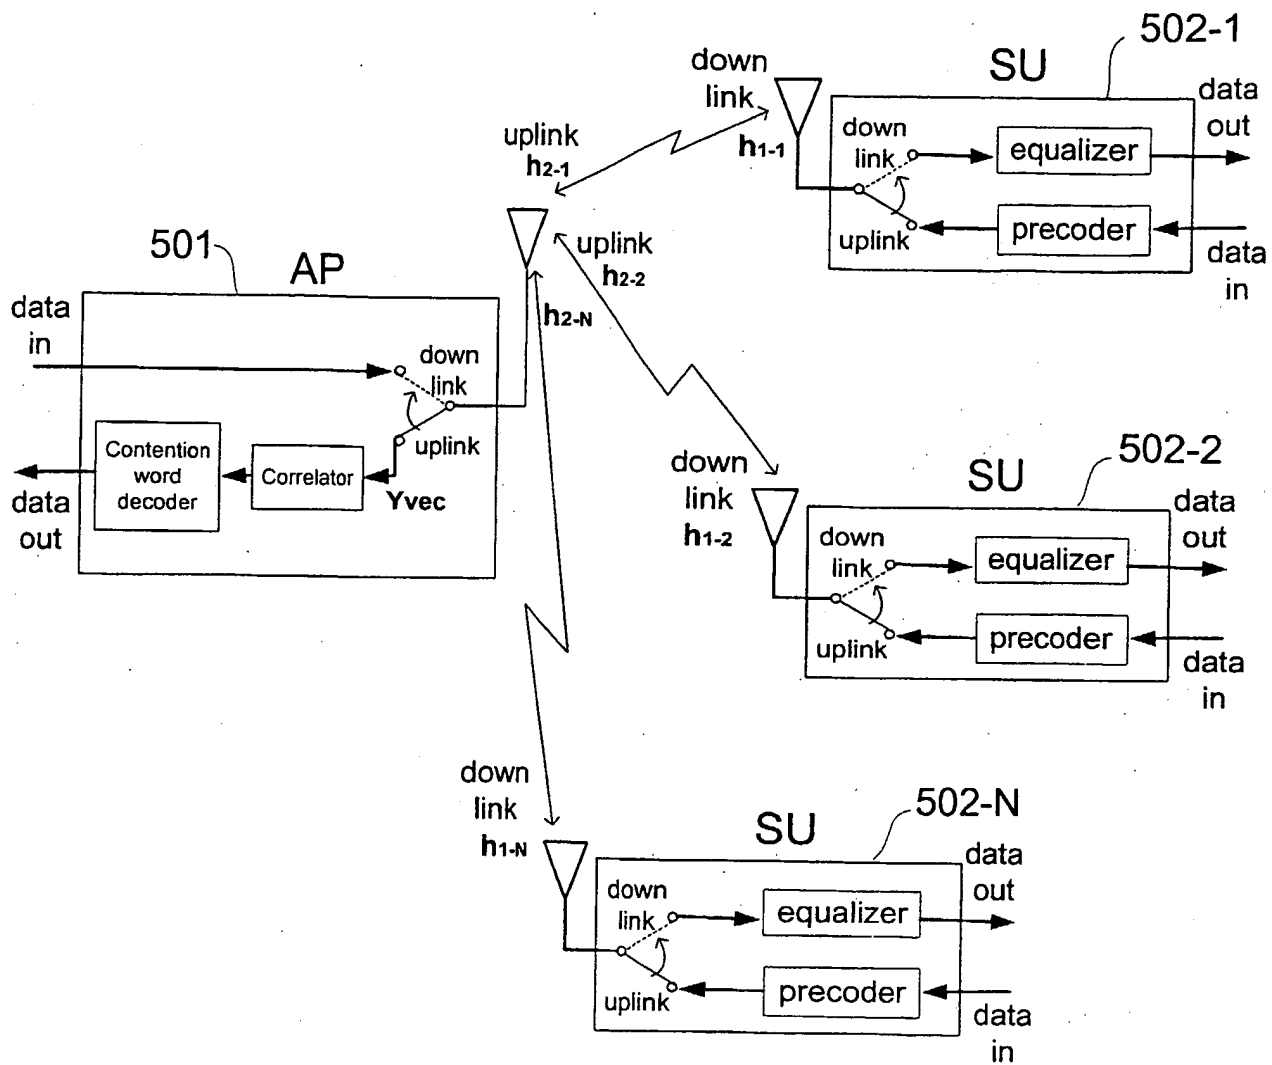 502-1
SU
down
link
h1-1
data
out
down
link
equalizer
precoder
uplink
data
in
uplink
h2-1
uplink
h2-2
h2-N
501
AP
data
in
down
link
uplink
Contention
word
decoder
Correlator
Yvec
data
out
502-2
SU
down
link
h1-2
data
out
down
link
equalizer
precoder
uplink
data
in
502-N
SU
down
link
h1-N
data
out
down
link
equalizer
precoder
uplink
data
in